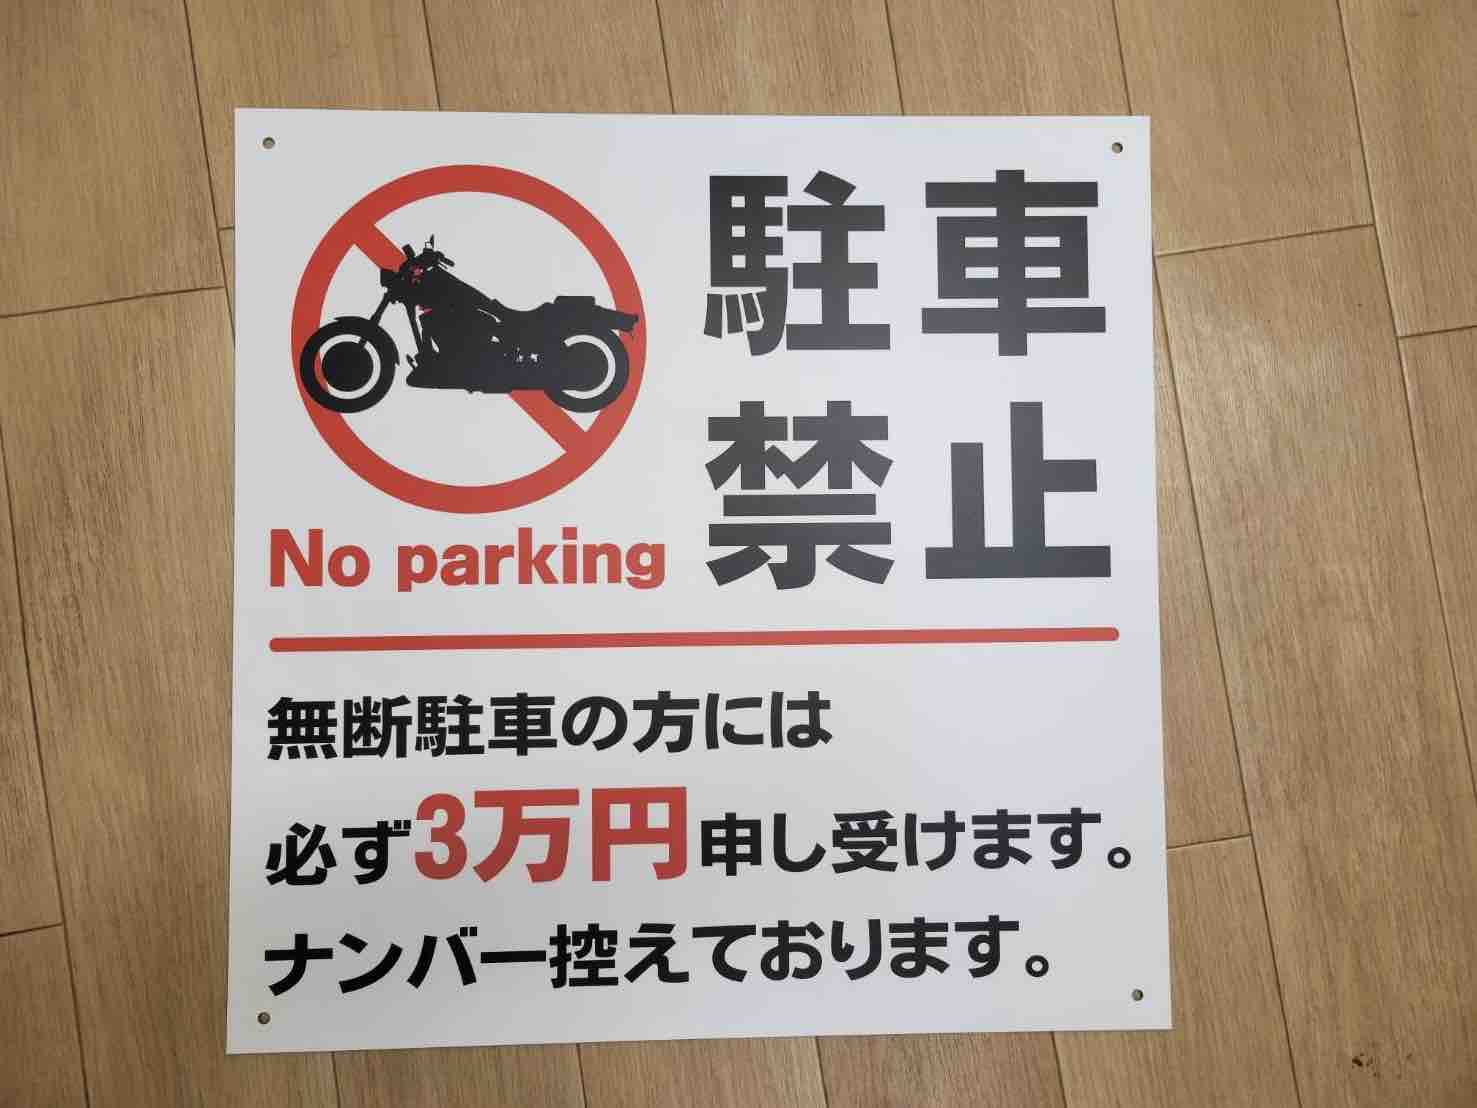 駐車
禁止
No parking
無断駐車の方には
必ず3万円申し受けます。
ナンバー控えております。